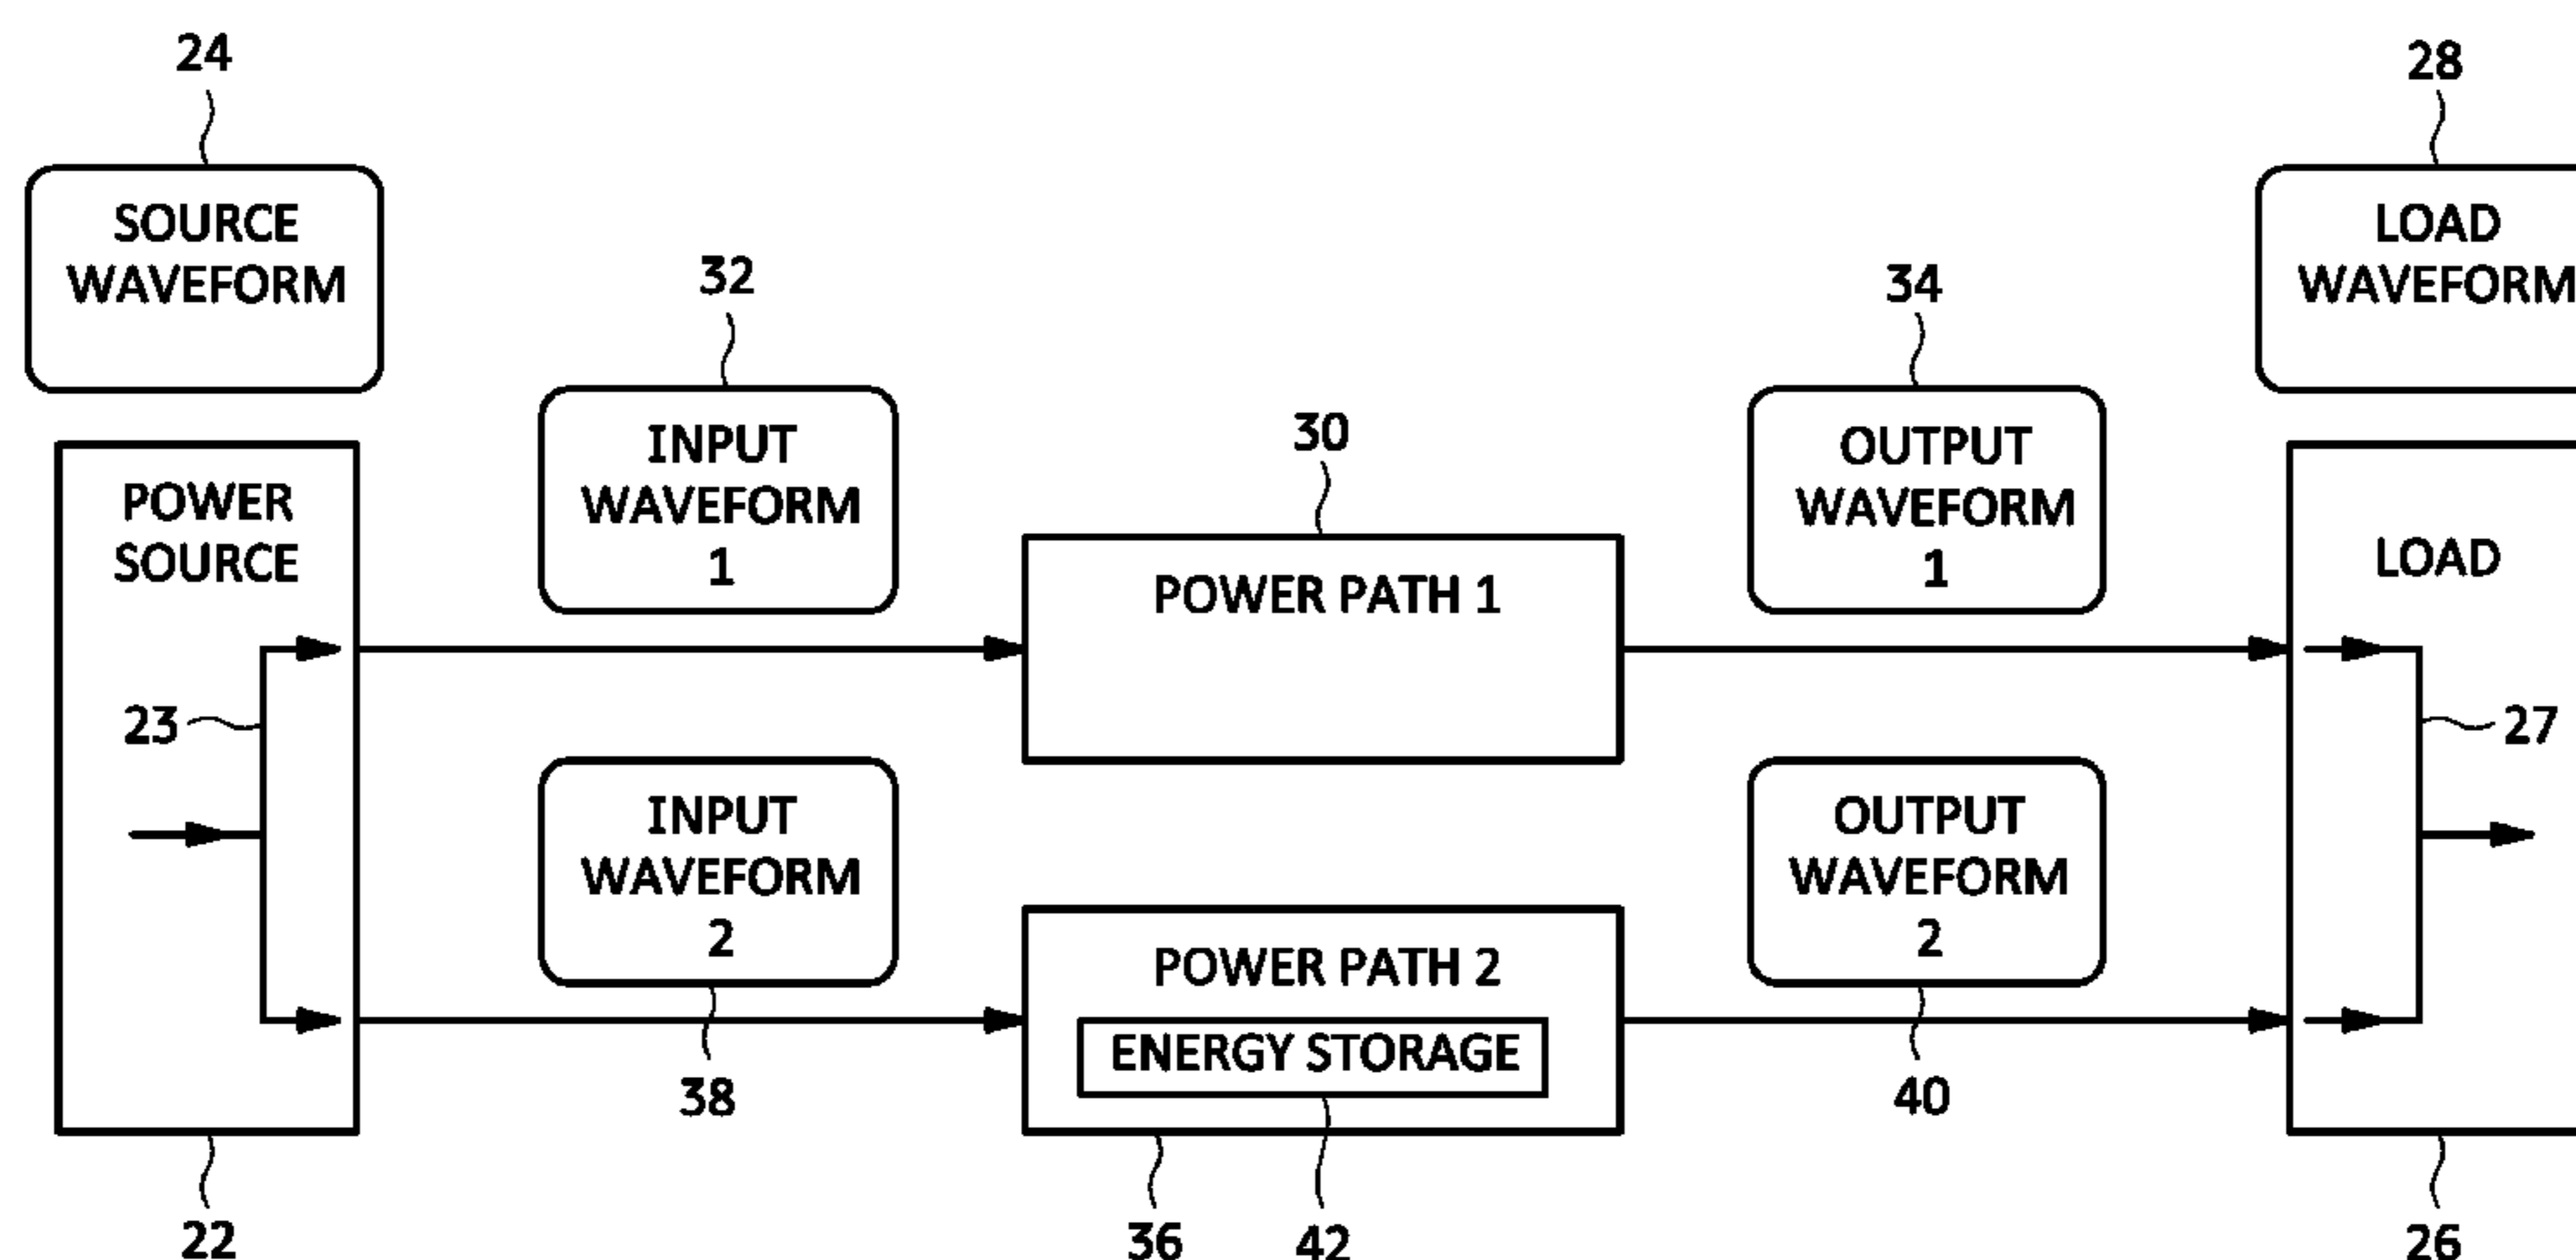 24
28
SOURCE
WAVEFORM
LOAD
WAVEFORM
32
34
INPUT
WAVEFORM
1
30
OUTPUT
WAVEFORM
1
POWER
SOURCE
POWER PATH 1
LOAD
23
27
INPUT
WAVEFORM
2
OUTPUT
WAVEFORM
2
POWER PATH 2
ENERGY STORAGE
38
40
22
36
42
26